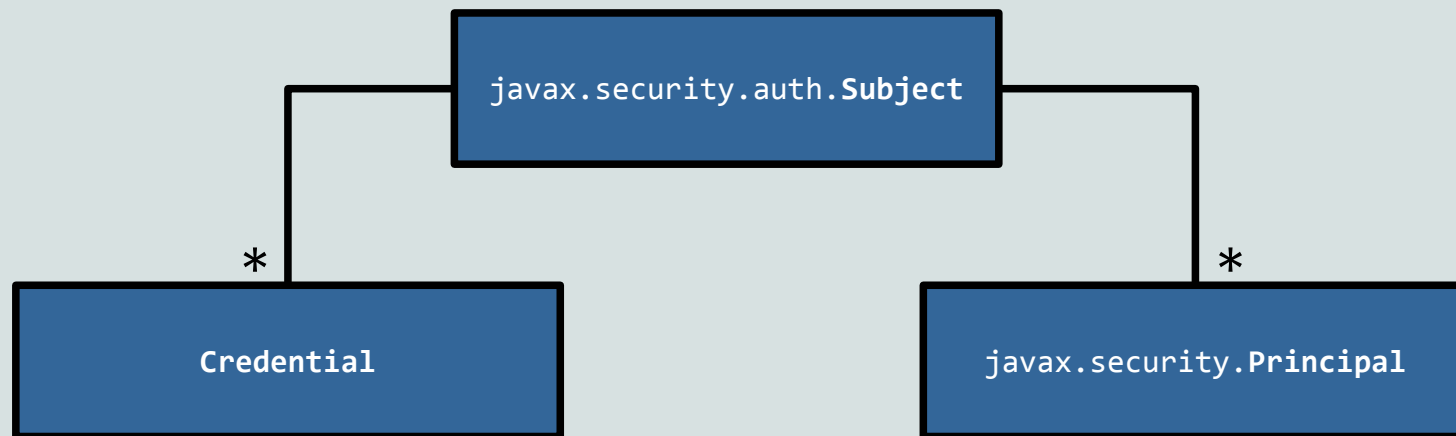 javax.security.auth.Subject
*
*
Credential
javax.security.Principal